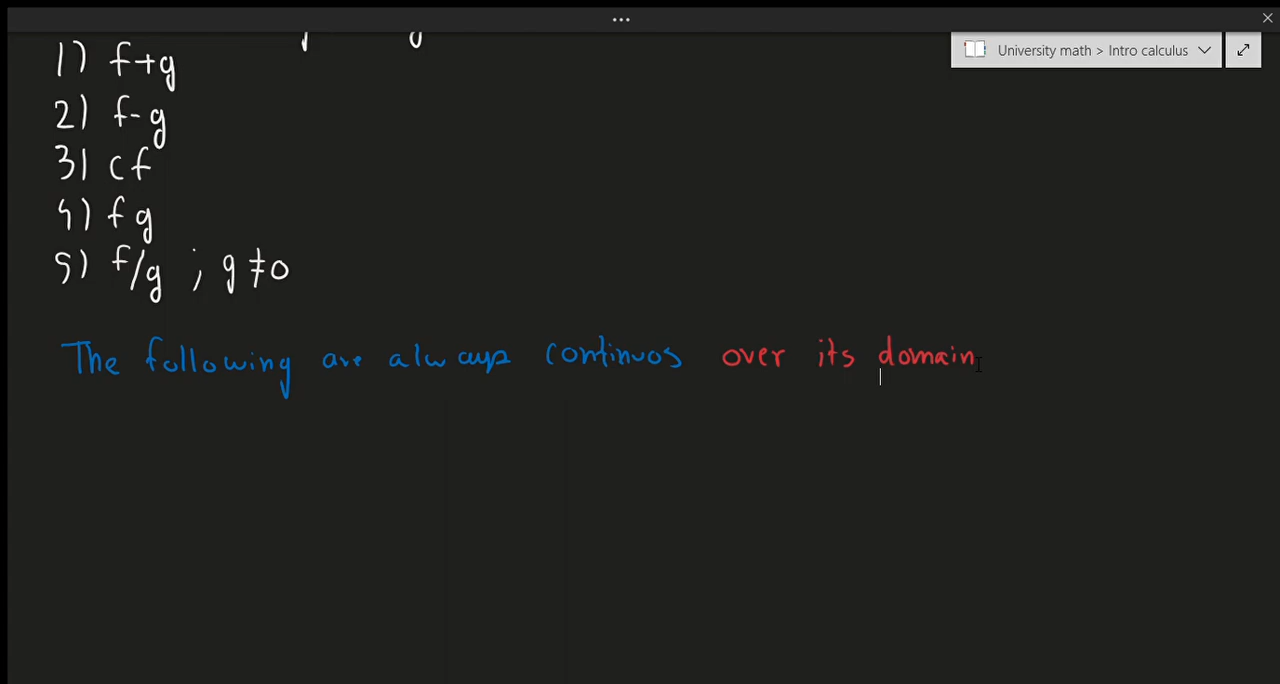 ...
University math > Intro calculus
1) f+g
2) f-g
3) cf
4) fg
5) f/g ; g≠0
The following are always continuos over its domain